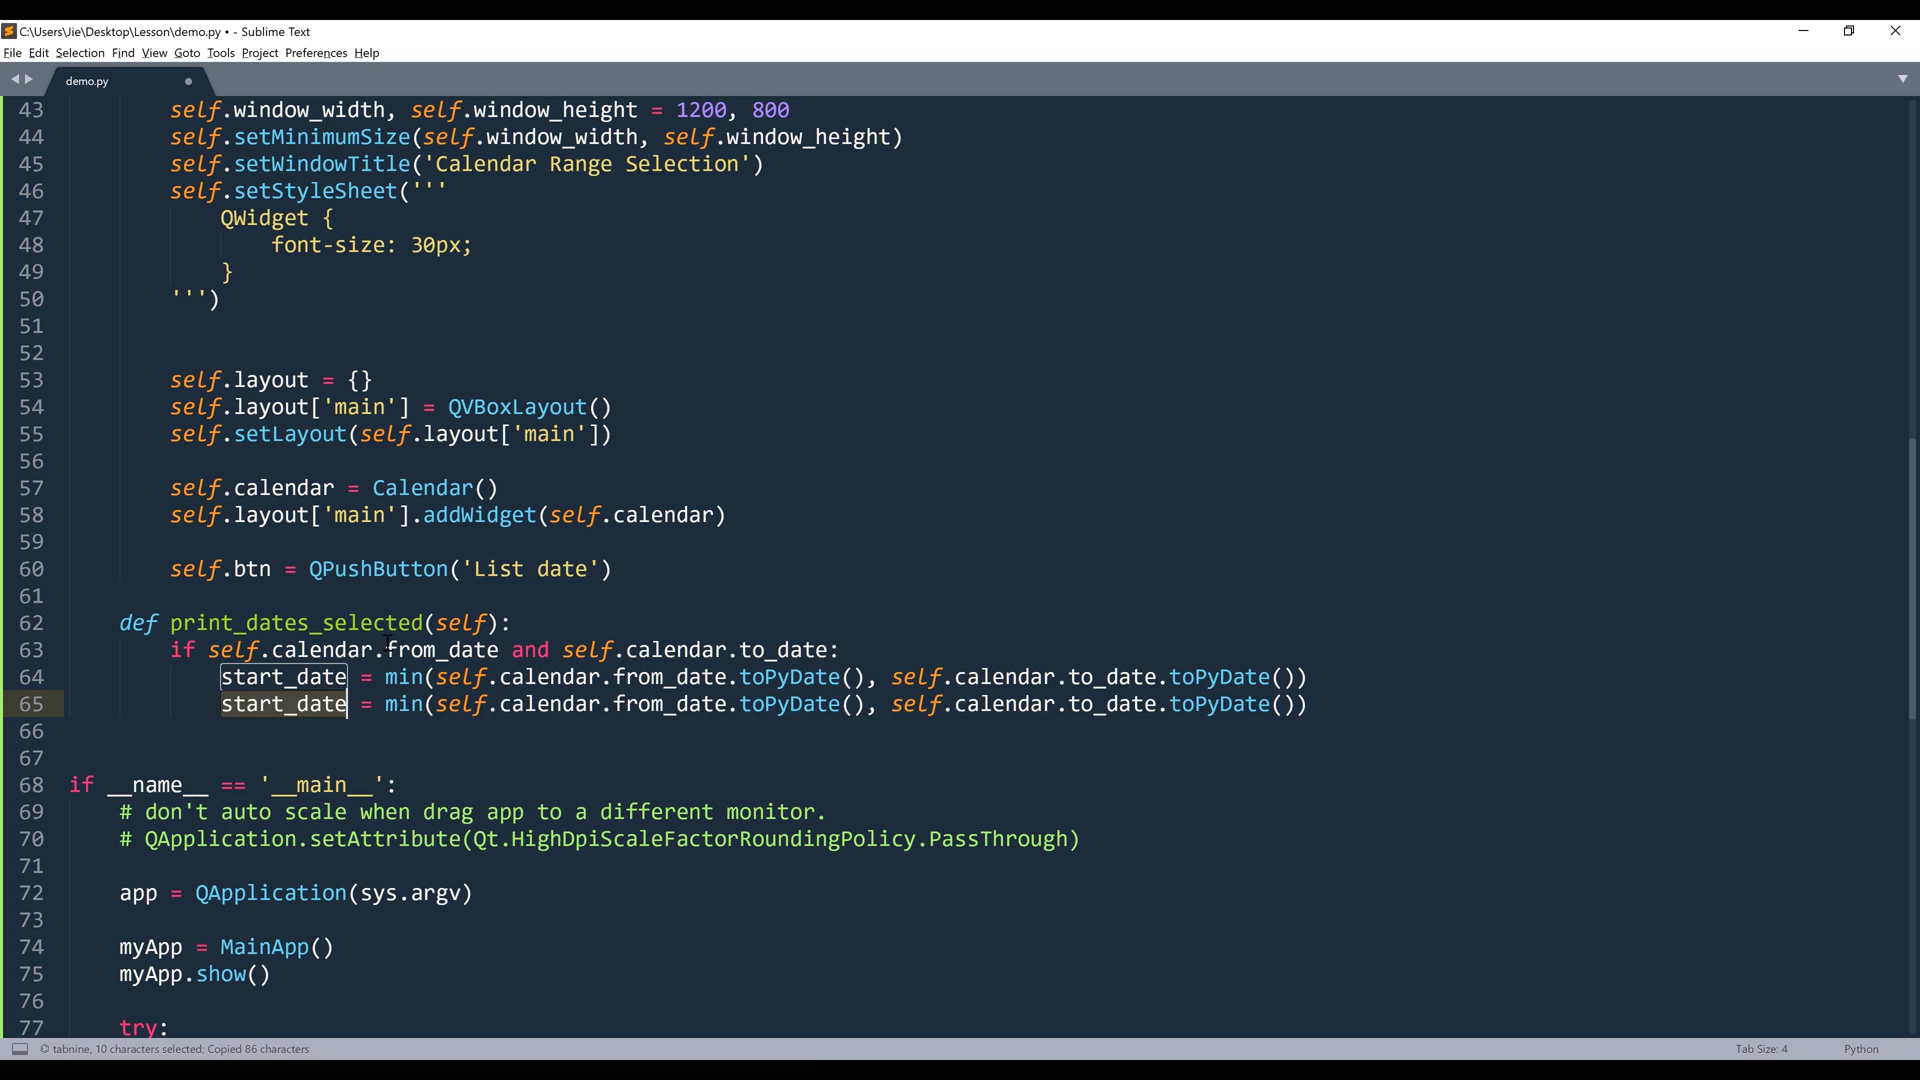 C:\Users\Jie\Desktop\Lesson\demo.py • - Sublime Text
File Edit Selection Find View Goto Tools Project Preferences Help
demo.py
43 self.window_width, self.window_height = 1200, 800
44 self.setMinimumSize(self.window_width, self.window_height)
45 self.setWindowTitle('Calendar Range Selection')
46 self.setStyleSheet('''
47 QWidget {
48 font-size: 30px;
49 }
50 ''')
51
52
53 self.layout = {}
54 self.layout['main'] = QVBoxLayout()
55 self.setLayout(self.layout['main'])
56
57 self.calendar = Calendar()
58 self.layout['main'].addWidget(self.calendar)
59
60 self.btn = QPushButton('List date')
61
62 def print_dates_selected(self):
63 if self.calendar.from_date and self.calendar.to_date:
64 start_date = min(self.calendar.from_date.toPyDate(), self.calendar.to_date.toPyDate())
65 start_date = min(self.calendar.from_date.toPyDate(), self.calendar.to_date.toPyDate())
66
67
68 if __name__ == '__main__':
69 # don't auto scale when drag app to a different monitor.
70 # QApplication.setAttribute(Qt.HighDpiScaleFactorRoundingPolicy.PassThrough)
71
72 app = QApplication(sys.argv)
73
74 myApp = MainApp()
75 myApp.show()
76
77 try:
tabnine, 10 characters selected; Copied 86 characters Tab Size: 4 Python